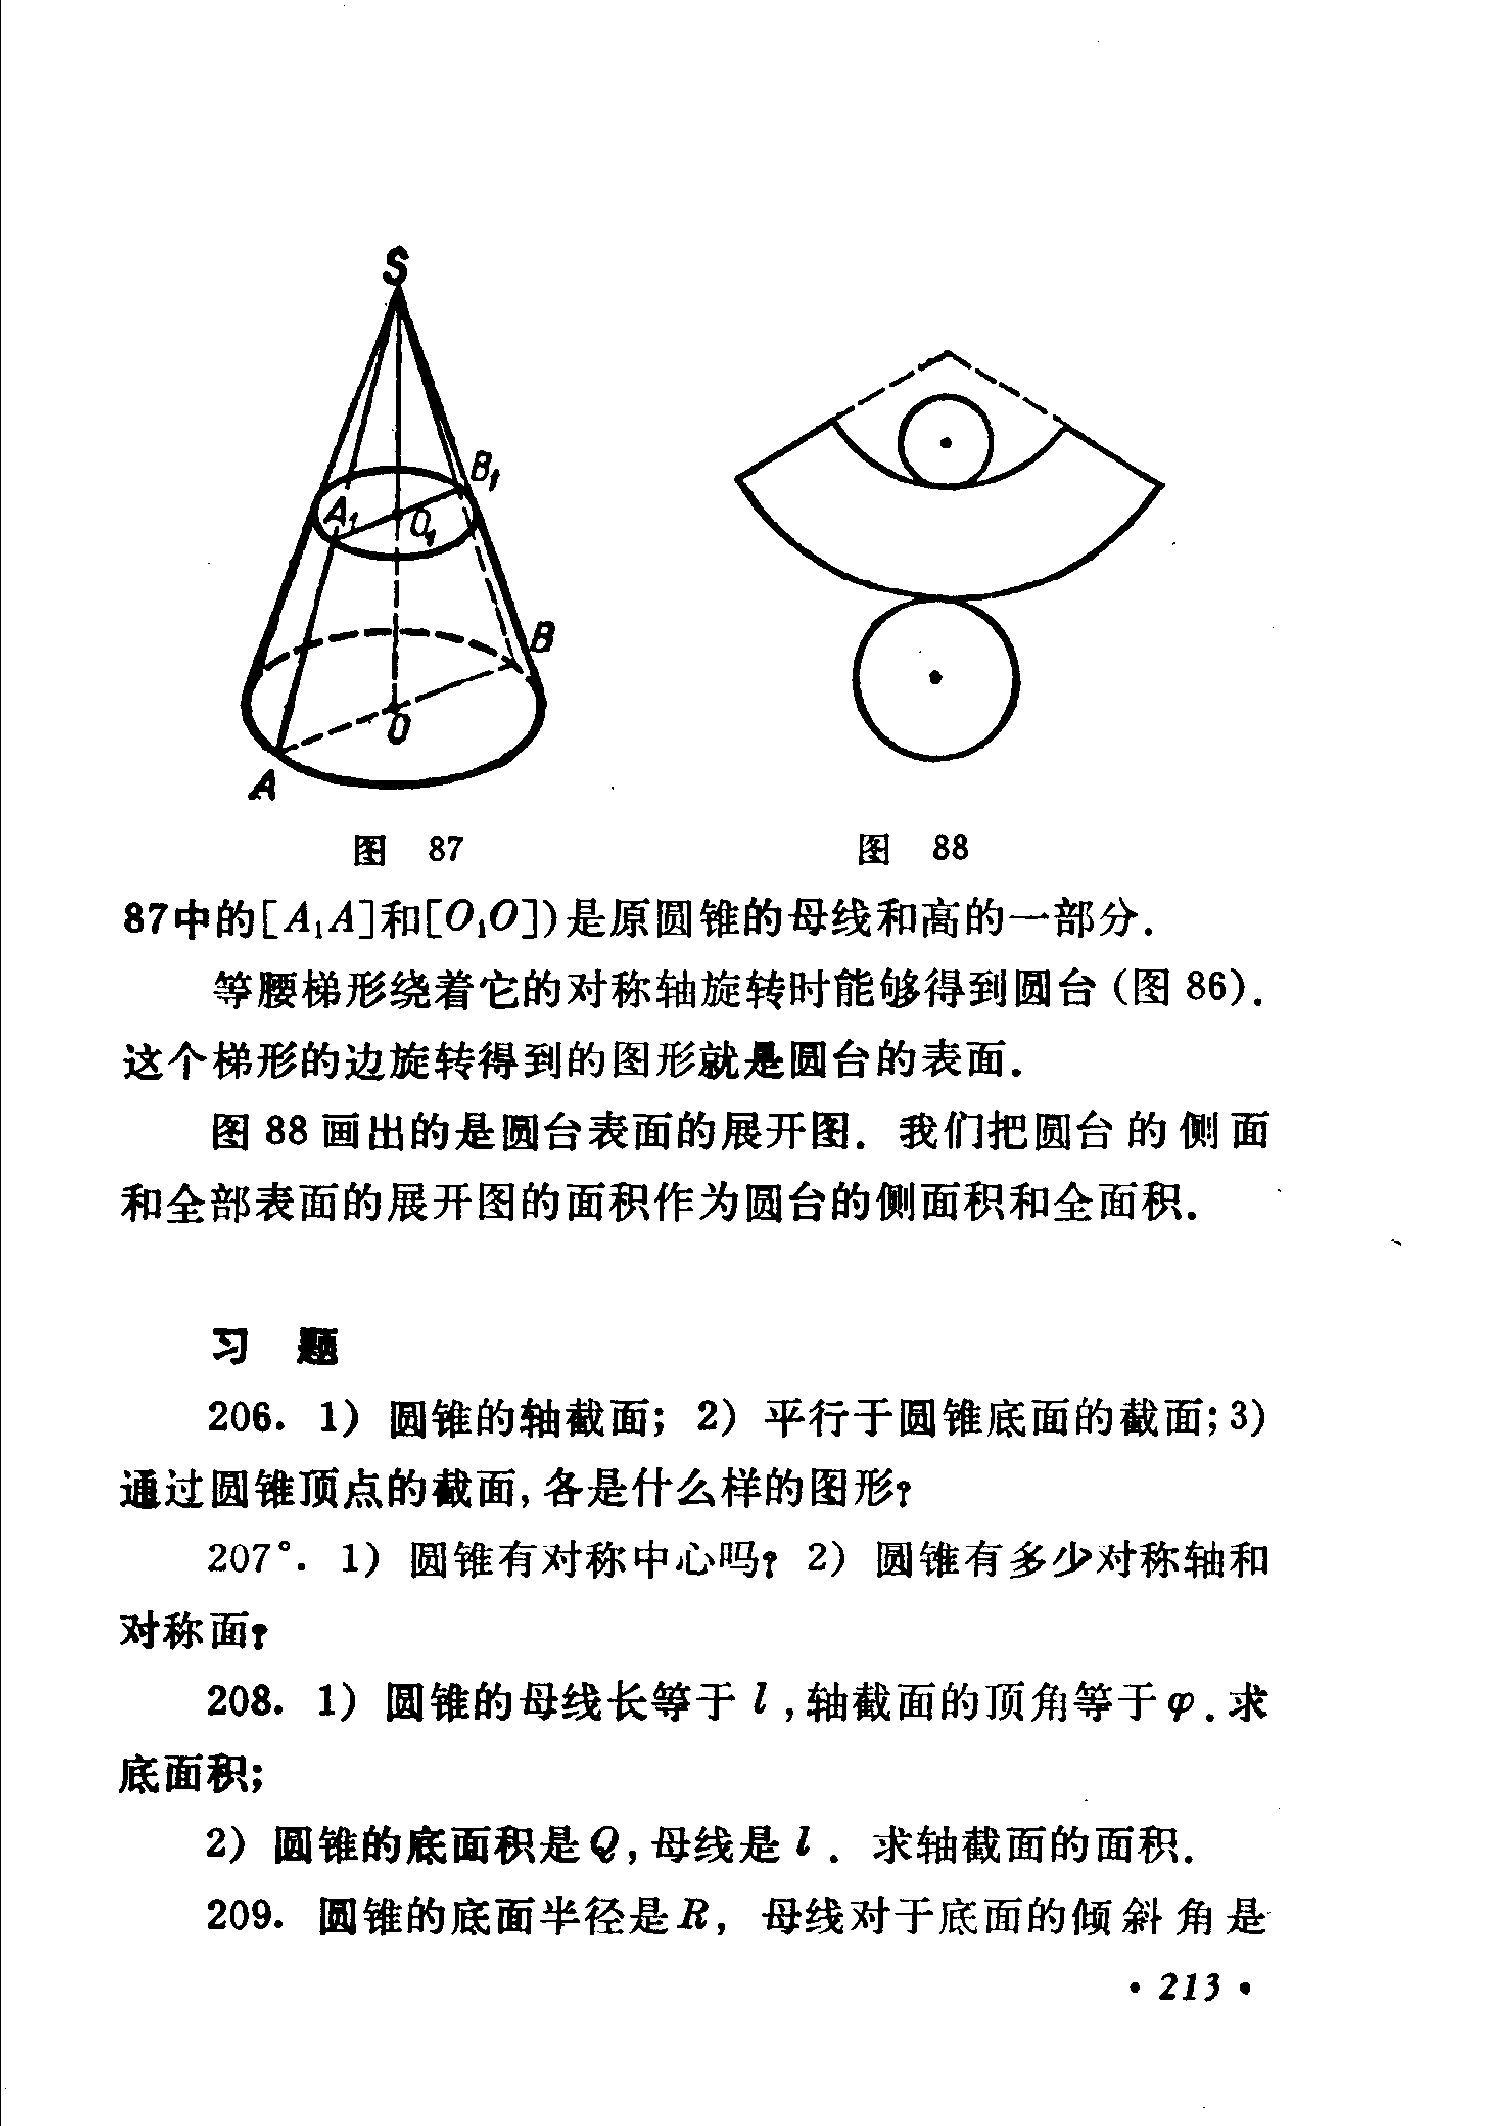 S
B₁
A₁
O₁
B
O
A
图 87
图 88
87中的[A₁A]和[O₁O])是原圆锥的母线和高的一部分.
等腰梯形绕着它的对称轴旋转时能够得到圆台(图 86).
这个梯形的边旋转得到的图形就是圆台的表面.
图 88 画出的是圆台表面的展开图. 我们把圆台的侧面
和全部表面的展开图的面积作为圆台的侧面积和全面积.
习 题
206. 1) 圆锥的轴截面; 2) 平行于圆锥底面的截面; 3)
通过圆锥顶点的截面, 各是什么样的图形?
207°. 1) 圆锥有对称中心吗? 2) 圆锥有多少对称轴和
对称面?
208. 1) 圆锥的母线长等于 l, 轴截面的顶角等于 φ. 求
底面积;
2) 圆锥的底面积是 Q, 母线是 l. 求轴截面的面积.
209. 圆锥的底面半径是 R, 母线对于底面的倾斜角是
• 213 •